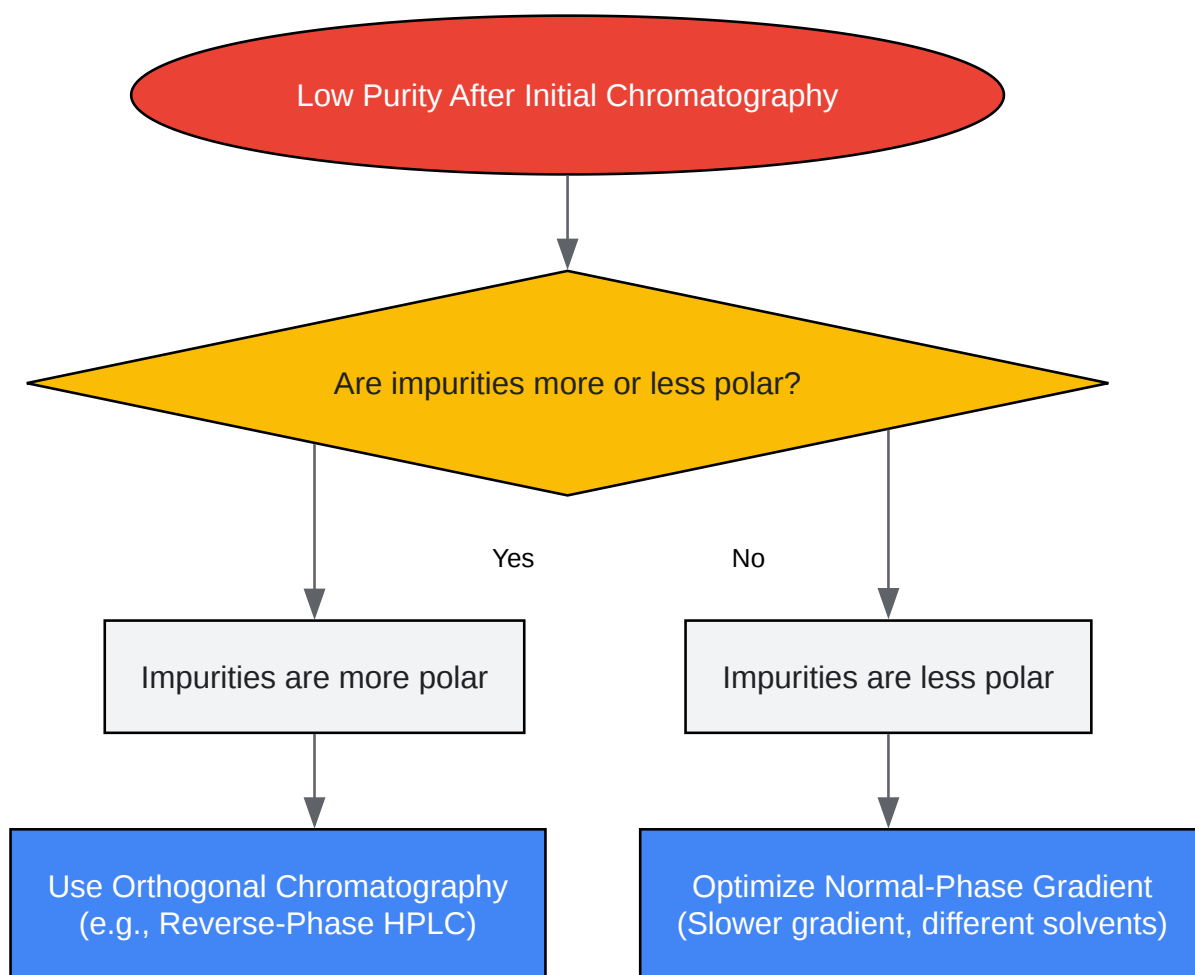 Low Purity After Initial Chromatography
Are impurities more or less polar?
Yes
No
Impurities are more polar
Impurities are less polar
Use Orthogonal Chromatography
(e.g., Reverse-Phase HPLC)
Optimize Normal-Phase Gradient
(Slower gradient, different solvents)